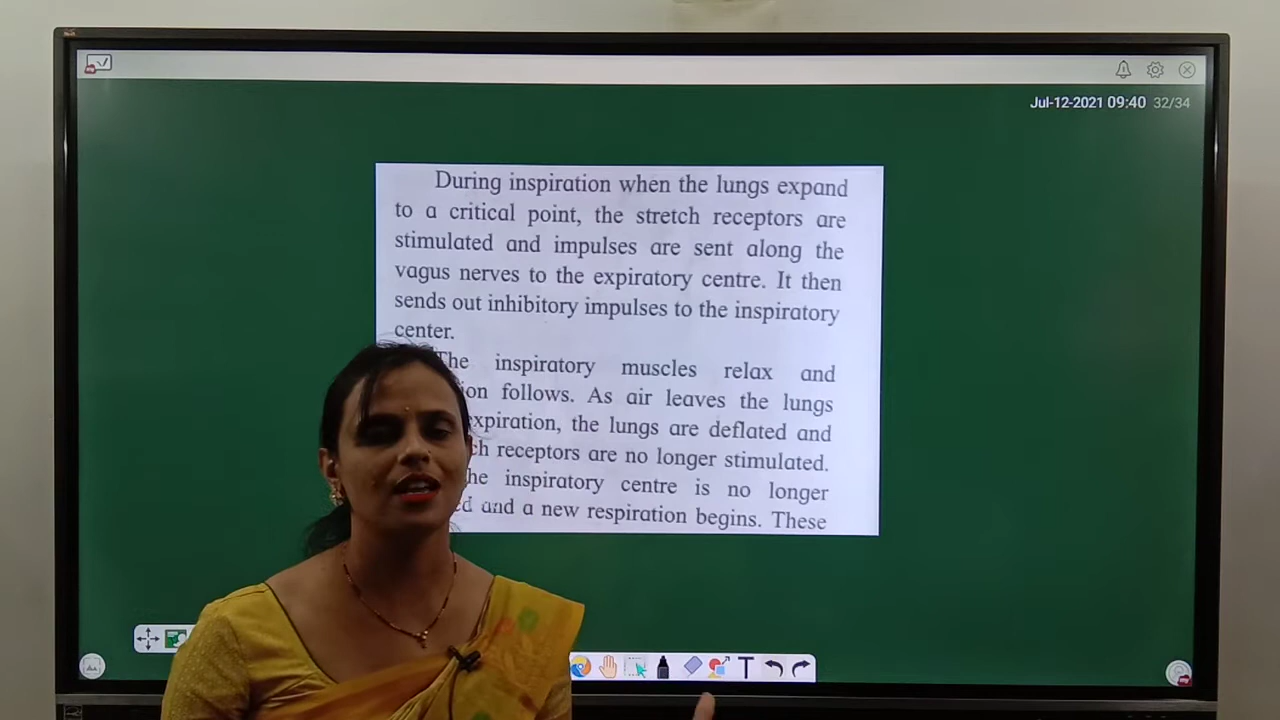 Jul-12-2021 09:40 32/34
During inspiration when the lungs expand
to a critical point, the stretch receptors are
stimulated and impulses are sent along the
vagus nerves to the expiratory centre. It then
sends out inhibitory impulses to the inspiratory
center.
The inspiratory muscles relax and
follows. As air leaves the lungs
expiration, the lungs are deflated and
receptors are no longer stimulated.
the inspiratory centre is no longer
and a new respiration begins. These
T